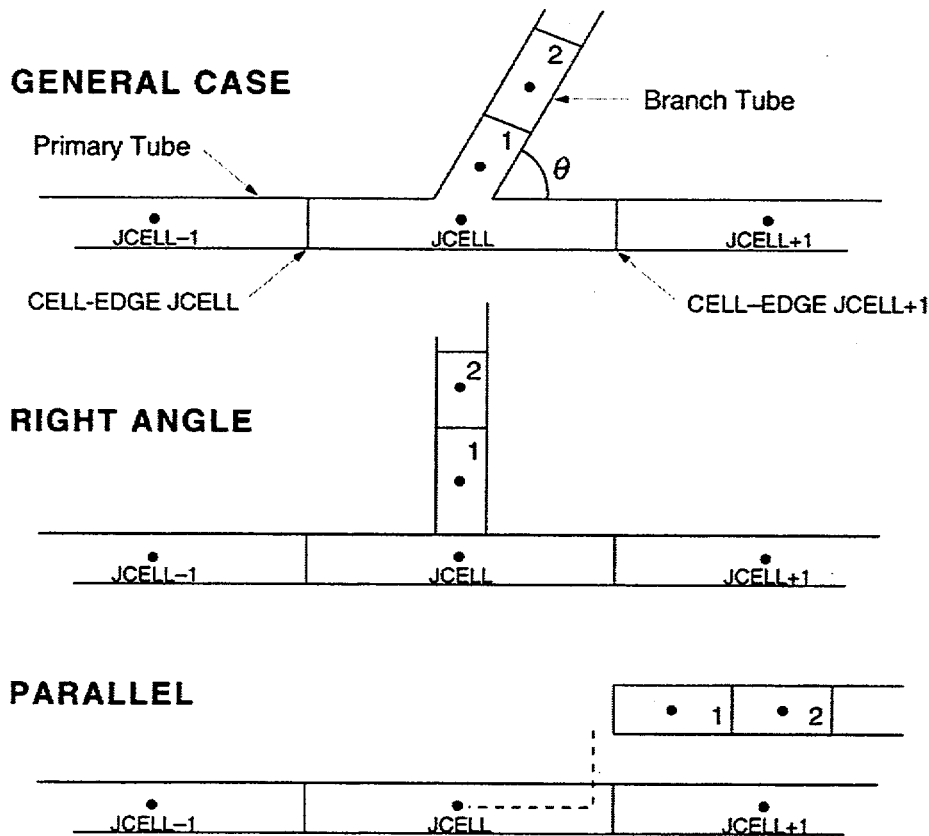 2
GENERAL CASE
Branch Tube
1
Primary Tube
θ
JCELL–1
JCELL
JCELL+1
CELL-EDGE JCELL
CELL–EDGE JCELL+1
2
RIGHT ANGLE
1
JCELL–1
JCELL
JCELL+1
PARALLEL
1
2
JCELL–1
JCELL
JCELL+1